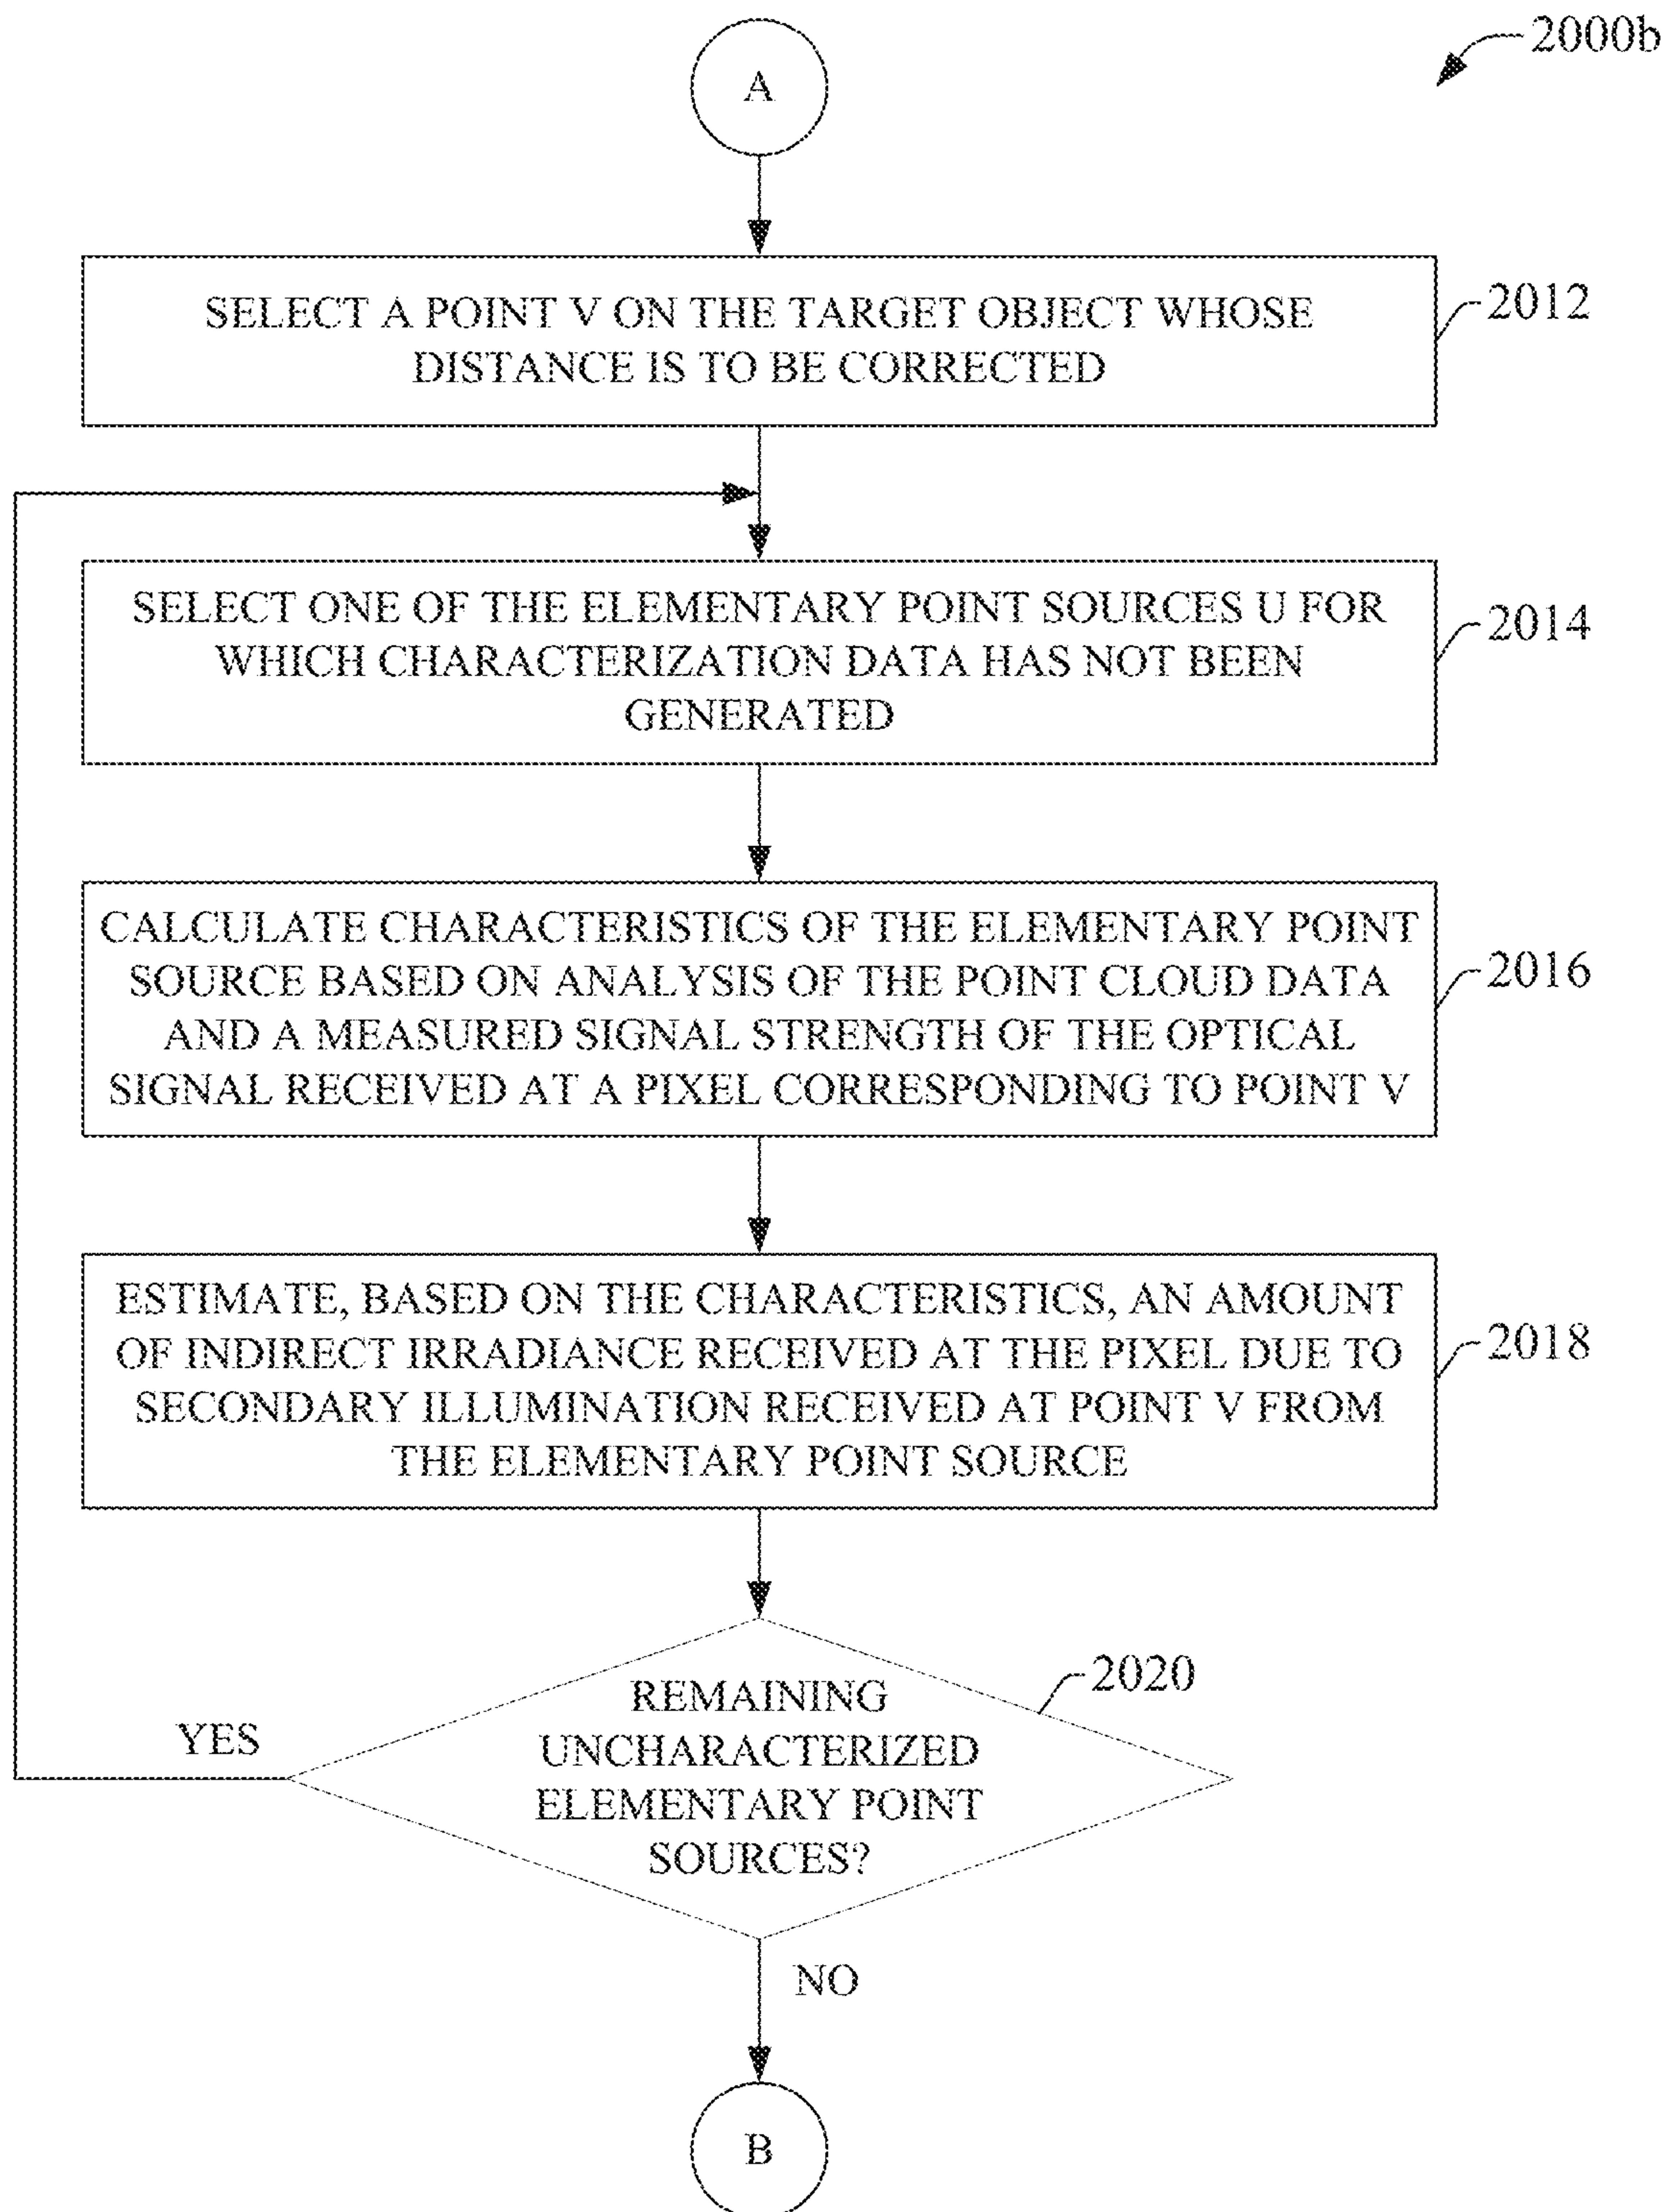 2000b
A
SELECT A POINT V ON THE TARGET OBJECT WHOSE
DISTANCE IS TO BE CORRECTED
2012
SELECT ONE OF THE ELEMENTARY POINT SOURCES U FOR
WHICH CHARACTERIZATION DATA HAS NOT BEEN
GENERATED
2014
CALCULATE CHARACTERISTICS OF THE ELEMENTARY POINT
SOURCE BASED ON ANALYSIS OF THE POINT CLOUD DATA
AND A MEASURED SIGNAL STRENGTH OF THE OPTICAL
SIGNAL RECEIVED AT A PIXEL CORRESPONDING TO POINT V
2016
ESTIMATE, BASED ON THE CHARACTERISTICS, AN AMOUNT
OF INDIRECT IRRADIANCE RECEIVED AT THE PIXEL DUE TO
SECONDARY ILLUMINATION RECEIVED AT POINT V FROM
THE ELEMENTARY POINT SOURCE
2018
REMAINING
UNCHARACTERIZED
ELEMENTARY POINT
SOURCES?
2020
YES
NO
B